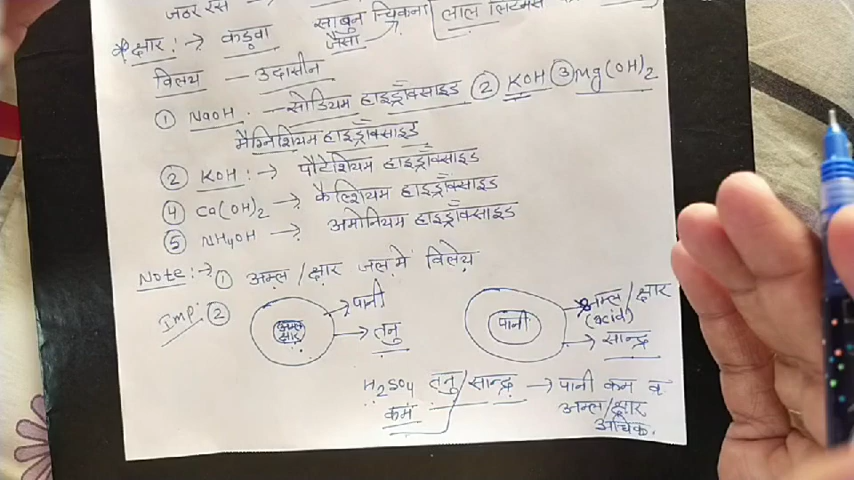 जठर रस
साबुन चिकना लाल लिटमस
* क्षार :→ कड़वा जैसा
विलय — उदासीन
① NaOH — सोडियम हाइड्रॉक्साइड ② KOH ③ Mg(OH)2
मैग्निशियम हाइड्रॉक्साइड
② KOH :→ पोटेशियम हाइड्रॉक्साइड
④ Ca(OH)2 → कैल्शियम हाइड्रॉक्साइड
⑤ NH4OH → अमोनियम हाइड्रॉक्साइड
Note :→ ① अम्ल / क्षार जल में विलेय
Imp. ②
अम्ल क्षार
→ पानी
→ तनु
पानी
अम्ल / क्षार
(acid)
→ सान्द्र
H2SO4 तनु / सान्द्र → पानी कम व
कम अम्ल / क्षार
अधिक.